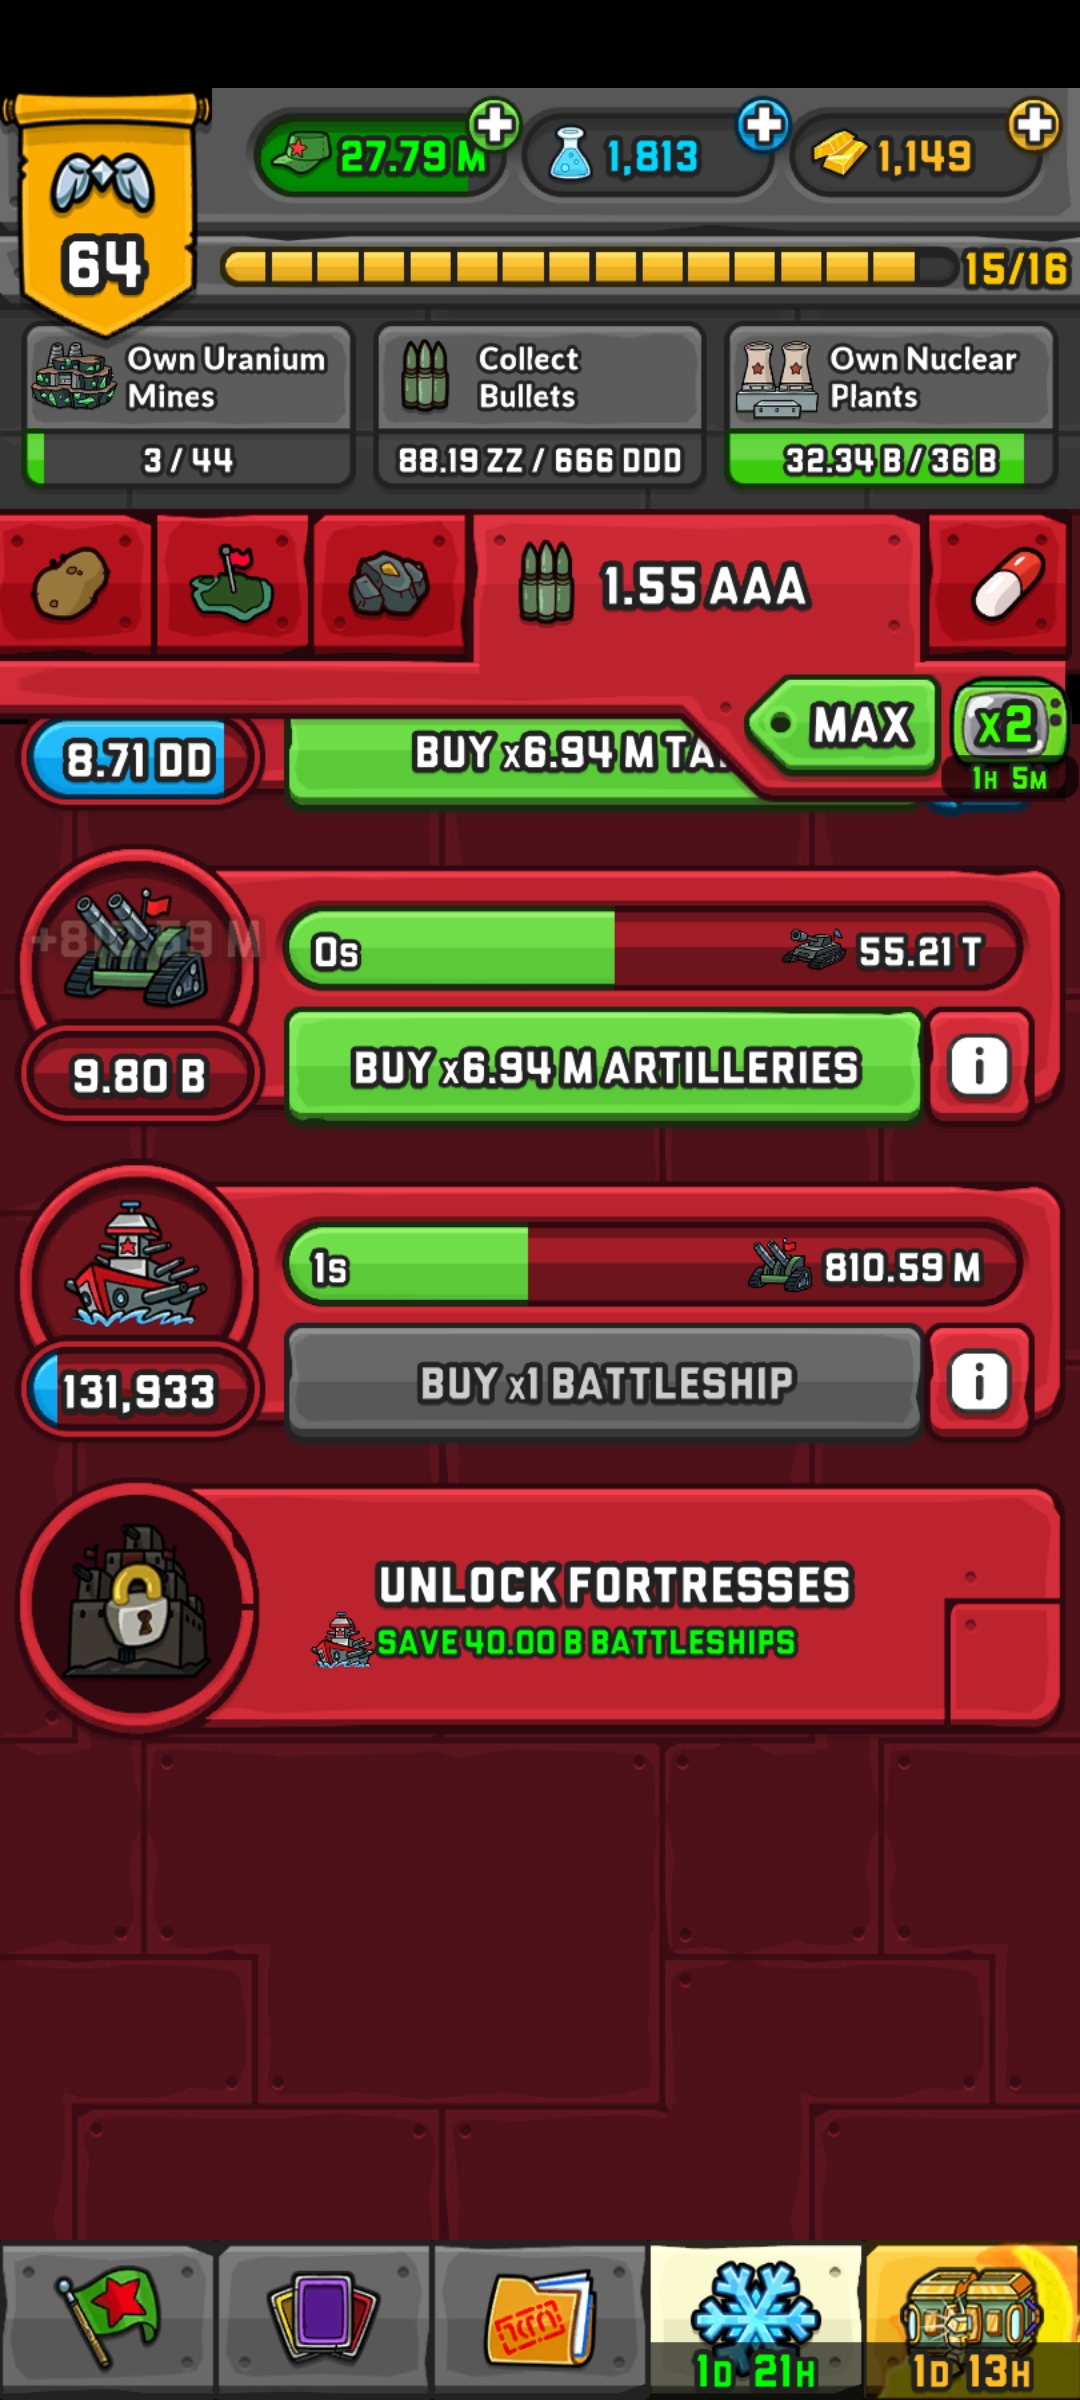 27.79 M
1,813
1,149
64
15/16
Own Uranium
Mines
3 / 44
Collect
Bullets
88.19 ZZ / 666 DDD
Own Nuclear
Plants
32.34 B / 36 B
1.55 AAA
MAX
x2
1H 5M
8.71 DD
BUY x6.94 M TA
0s
55.21 T
9.80 B
BUY x6.94 M ARTILLERIES
i
1s
810.59 M
131,933
BUY x1 BATTLESHIP
i
UNLOCK FORTRESSES
SAVE 40.00 B BATTLESHIPS
1D 21H
1D 13H